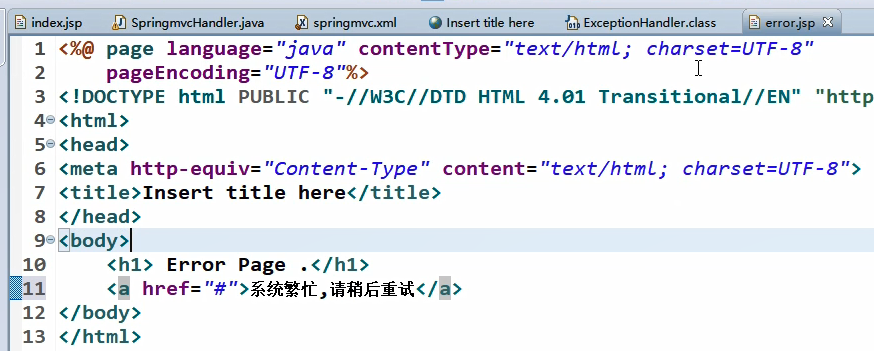 index.jsp SpringmvcHandler.java springmvc.xml Insert title here ExceptionHandler.class error.jsp
1 <%@ page language="java" contentType="text/html; charset=UTF-8"
2     pageEncoding="UTF-8"%>
3 <!DOCTYPE html PUBLIC "-//W3C//DTD HTML 4.01 Transitional//EN" "http
4 <html>
5 <head>
6 <meta http-equiv="Content-Type" content="text/html; charset=UTF-8">
7 <title>Insert title here</title>
8 </head>
9 <body>
10     <h1> Error Page .</h1>
11     <a href="#">系统繁忙,请稍后重试</a>
12 </body>
13 </html>